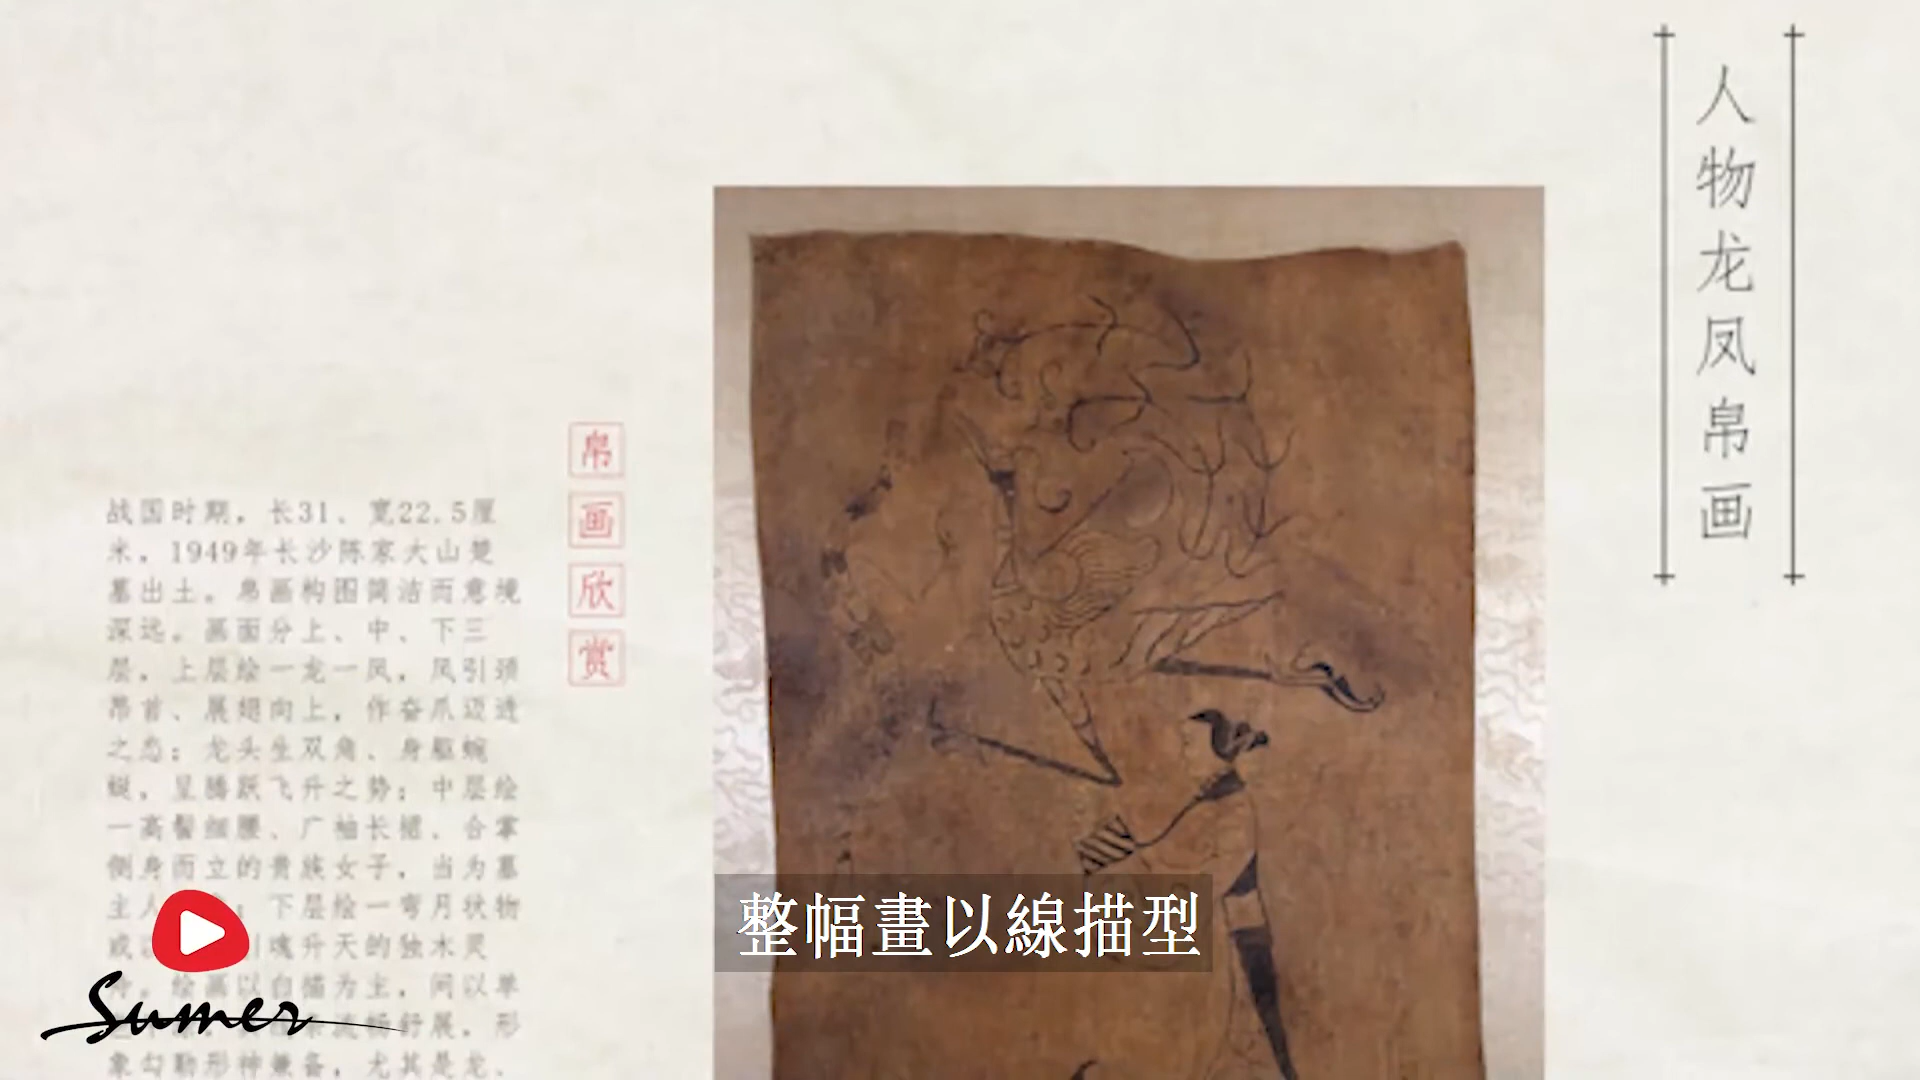 人物龙凤帛画
帛画欣赏
战国时期，长31、宽22.5厘
米。1949年长沙陈家大山楚
墓出土。帛画构图简洁而意境
深远。画面分上、中、下三
层，上层绘一龙一凤，凤引颈
昂首、展翅向上，作奋爪迈进
之态；龙头生双角、身躯蜿
蜒，呈腾跃飞升之势；中层绘
一高髻细腰、广袖长裙、合掌
侧身而立的贵族女子，当为墓
主人；下层绘一弯月状物
或魂升天的独木灵
绘画以白描为主，间以单
流畅舒展，形
象勾勒形神兼备，尤其是龙、
整幅畫以線描型
Sumer